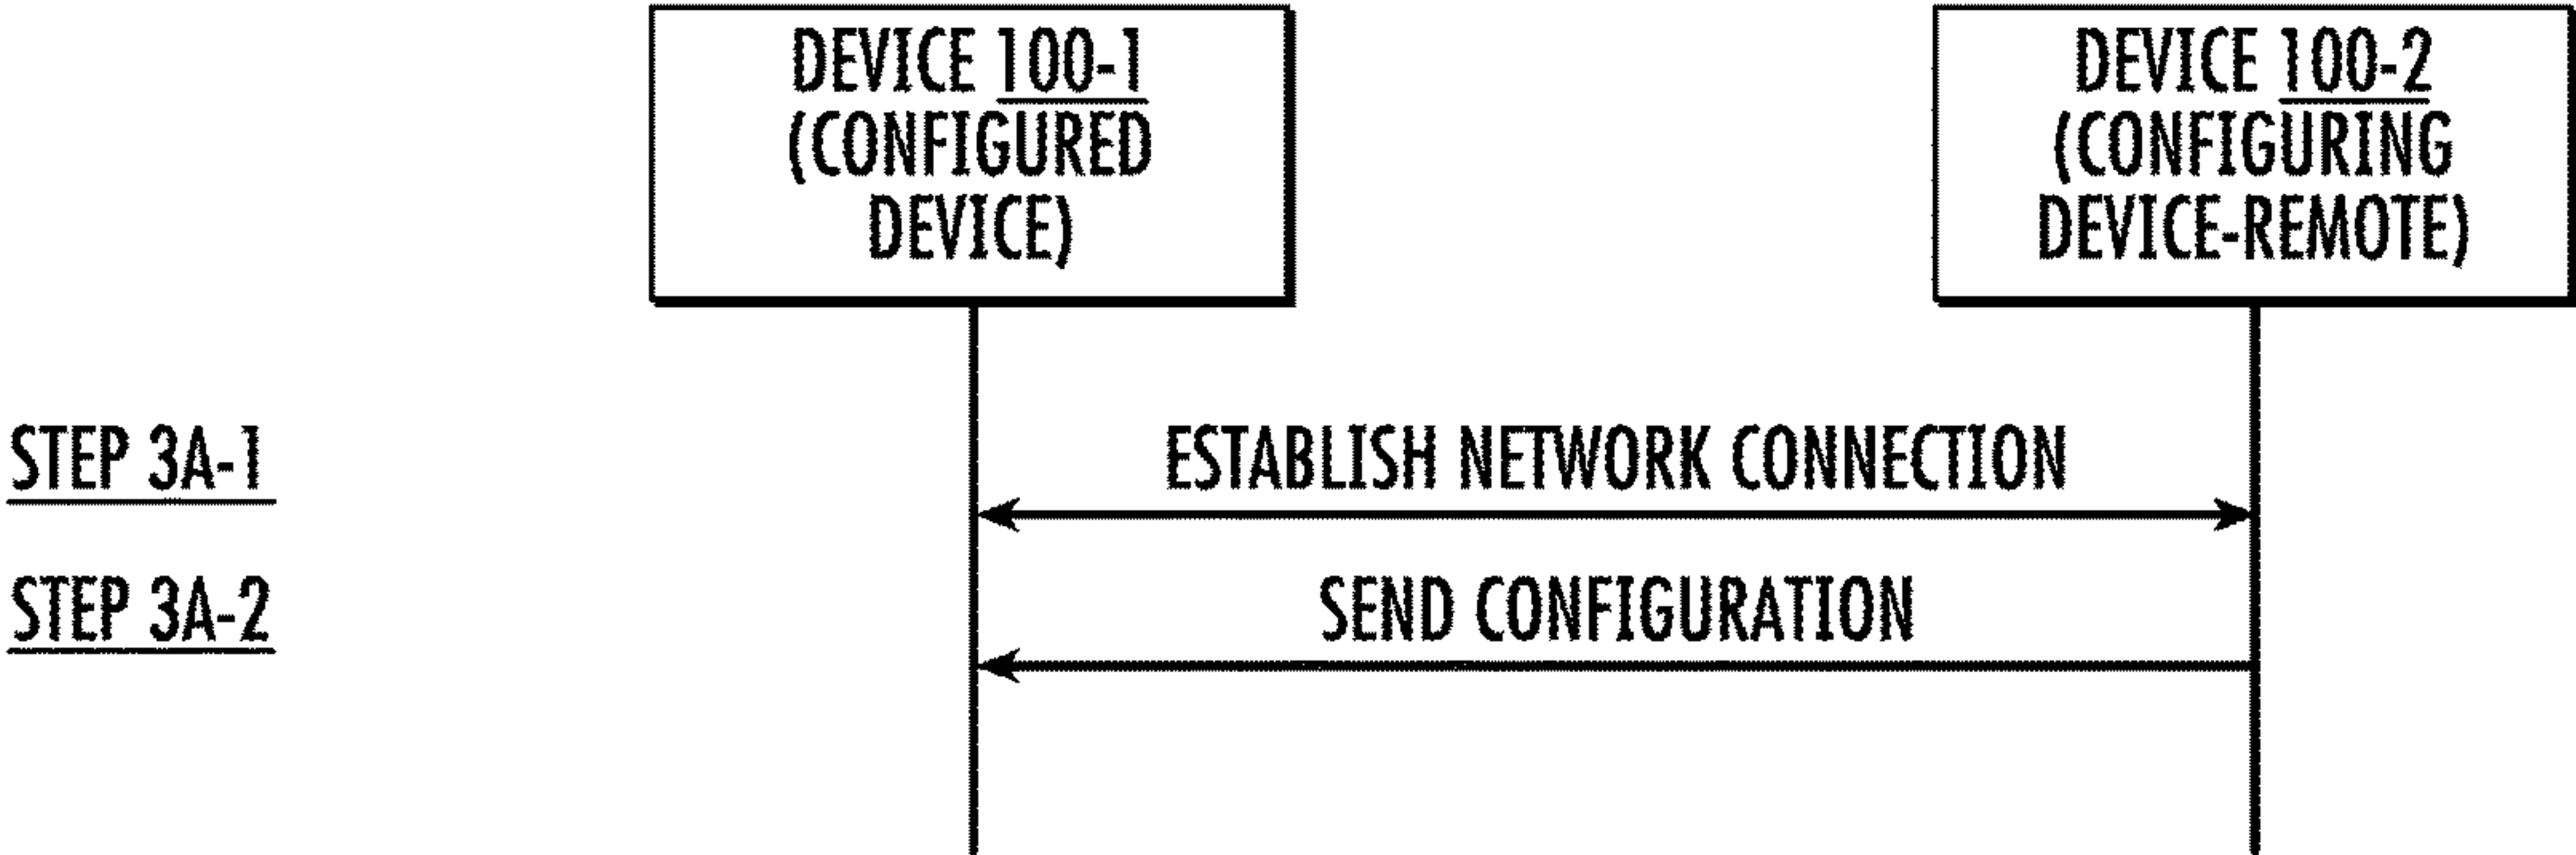 DEVICE 100-1
(CONFIGURED
DEVICE)
DEVICE 100-2
(CONFIGURING
DEVICE-REMOTE)
STEP 3A-1
ESTABLISH NETWORK CONNECTION
STEP 3A-2
SEND CONFIGURATION